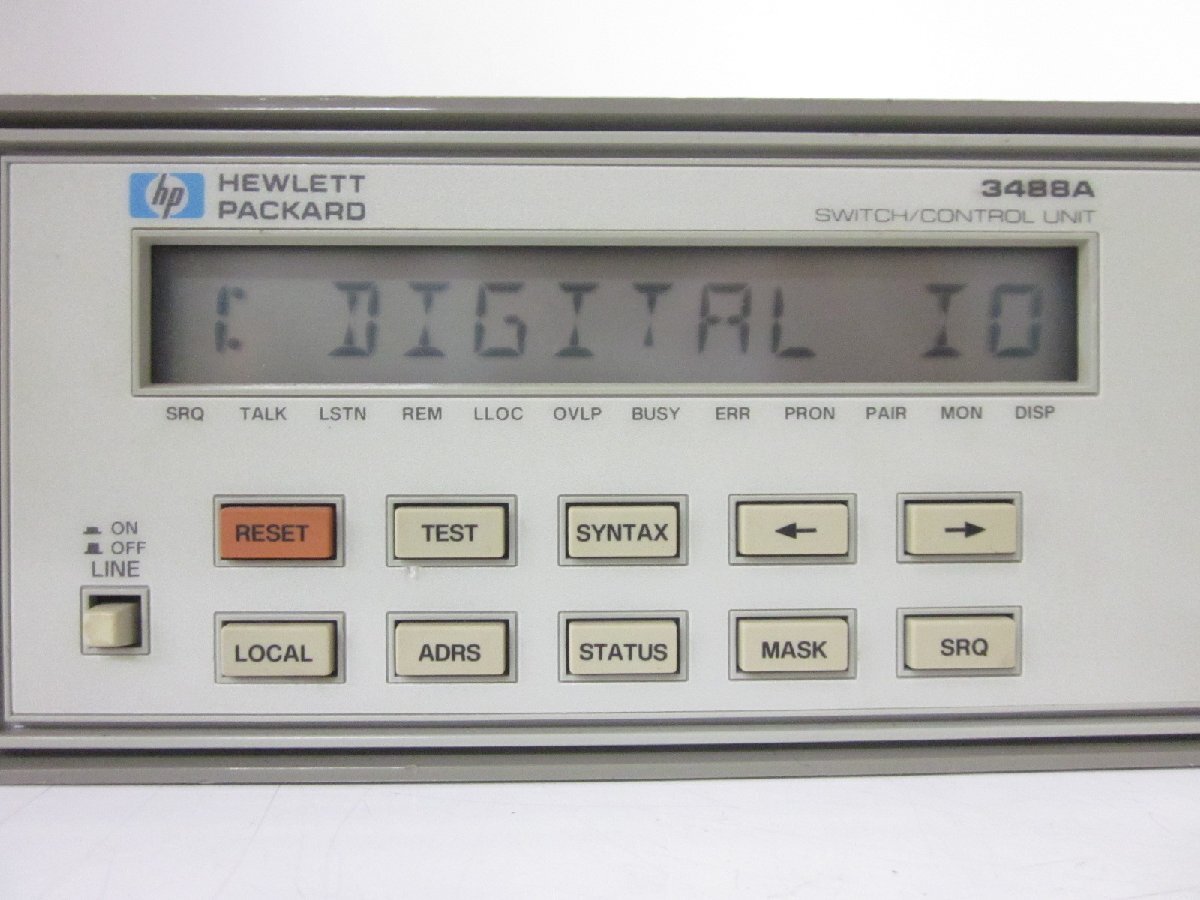 hp HEWLETT
PACKARD
3488A
SWITCH/CONTROL UNIT
DIGITAL IO
SRQ TALK LSTN REM LLOC OVLP BUSY ERR PRON PAIR MON DISP
ON
OFF
LINE
RESET TEST SYNTAX ← →
LOCAL ADRS STATUS MASK SRQ